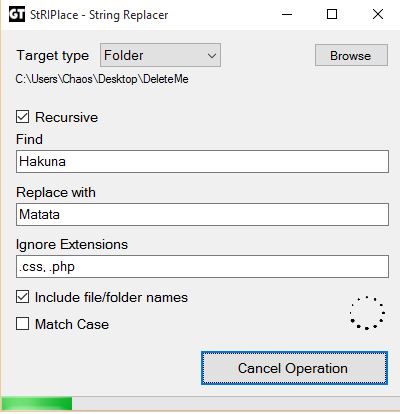 GT StRIPlace - String Replacer
Target type Folder Browse
C:\Users\Chaos\Desktop\DeleteMe
Recursive
Find
Hakuna
Replace with
Matata
Ignore Extensions
.css, .php
Include file/folder names
Match Case
Cancel Operation